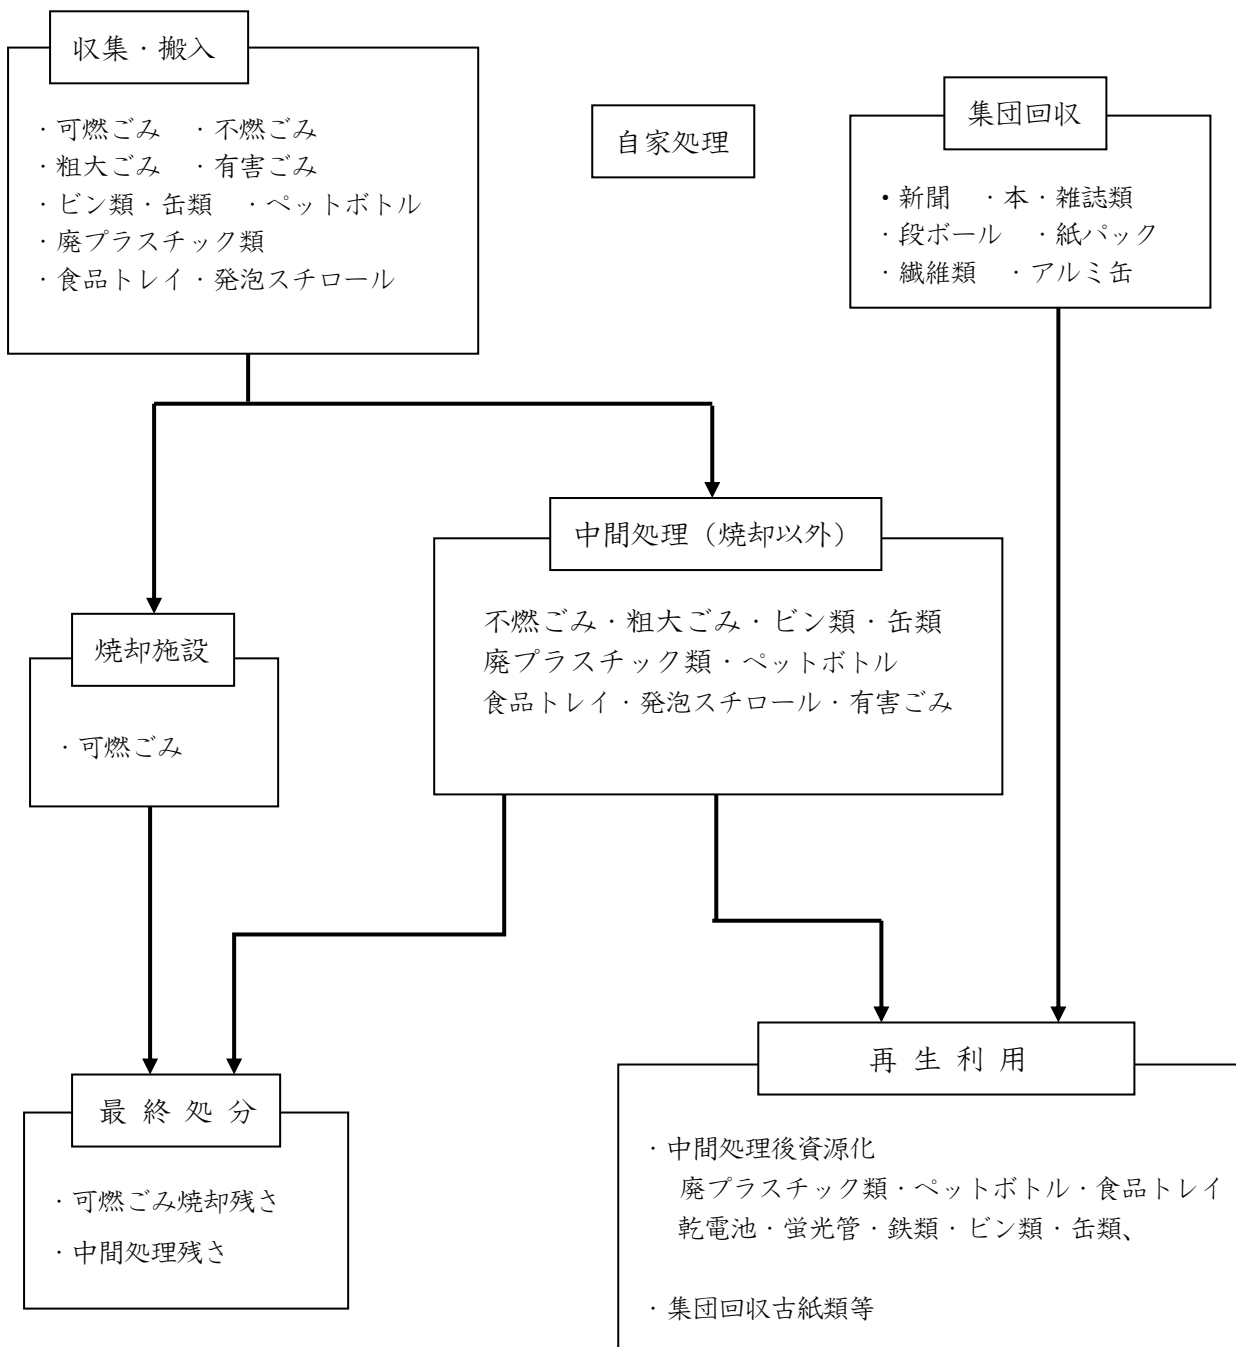 収集・搬入
・可燃ごみ　・不燃ごみ
・粗大ごみ　・有害ごみ
・ビン類・缶類　・ペットボトル
・廃プラスチック類
・食品トレイ・発泡スチロール
自家処理
集団回収
・新聞　・本・雑誌類
・段ボール　・紙パック
・繊維類　・アルミ缶
中間処理（焼却以外）
不燃ごみ・粗大ごみ・ビン類・缶類
廃プラスチック類・ペットボトル
食品トレイ・発泡スチロール・有害ごみ
焼却施設
・可燃ごみ
最 終 処 分
・可燃ごみ焼却残さ
・中間処理残さ
再 生 利 用
・中間処理後資源化
廃プラスチック類・ペットボトル・食品トレイ
乾電池・蛍光管・鉄類・ビン類・缶類、
・集団回収古紙類等